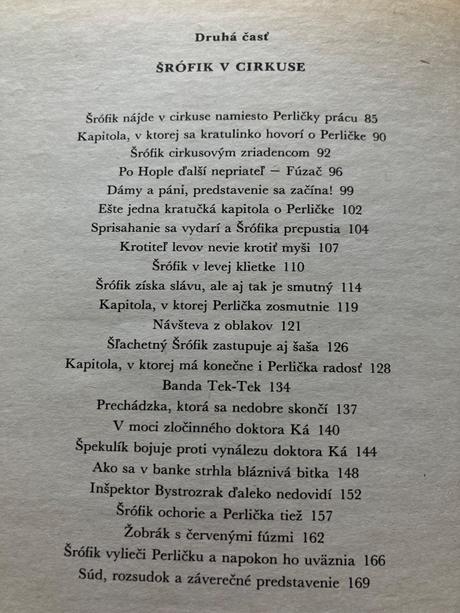 Druhá časť
ŠRÓFIK V CIRKUSE
Šrófik nájde v cirkuse namiesto Perličky prácu 85
Kapitola, v ktorej sa kratulinko hovorí o Perličke 90
Šrófik cirkusovým zriadencom 92
Po Hople ďalší nepriateľ — Fúzač 96
Dámy a páni, predstavenie sa začína! 99
Ešte jedna kratučká kapitola o Perličke 102
Sprisahanie sa vydarí a Šrófika prepustia 104
Krotiteľ levov nevie krotiť myši 107
Šrófik v levej klietke 110
Šrófik získa slávu, ale aj tak je smutný 114
Kapitola, v ktorej Perlička zosmutnie 119
Návšteva z oblakov 121
Šľachetný Šrófik zastupuje aj šaša 126
Kapitola, v ktorej má konečne i Perlička radosť 128
Banda Tek-Tek 134
Prechádzka, ktorá sa nedobre skončí 137
V moci zločinného doktora Ká 140
Špekulík bojuje proti vynálezu doktora Ká 144
Ako sa v banke strhla bláznivá bitka 148
Inšpektor Bystrozrak ďaleko nedovidí 152
Šrófik ochorie a Perlička tiež 157
Žobrák s červenými fúzmi 162
Šrófik vylieči Perličku a napokon ho uväznia 166
Súd, rozsudok a záverečné predstavenie 169